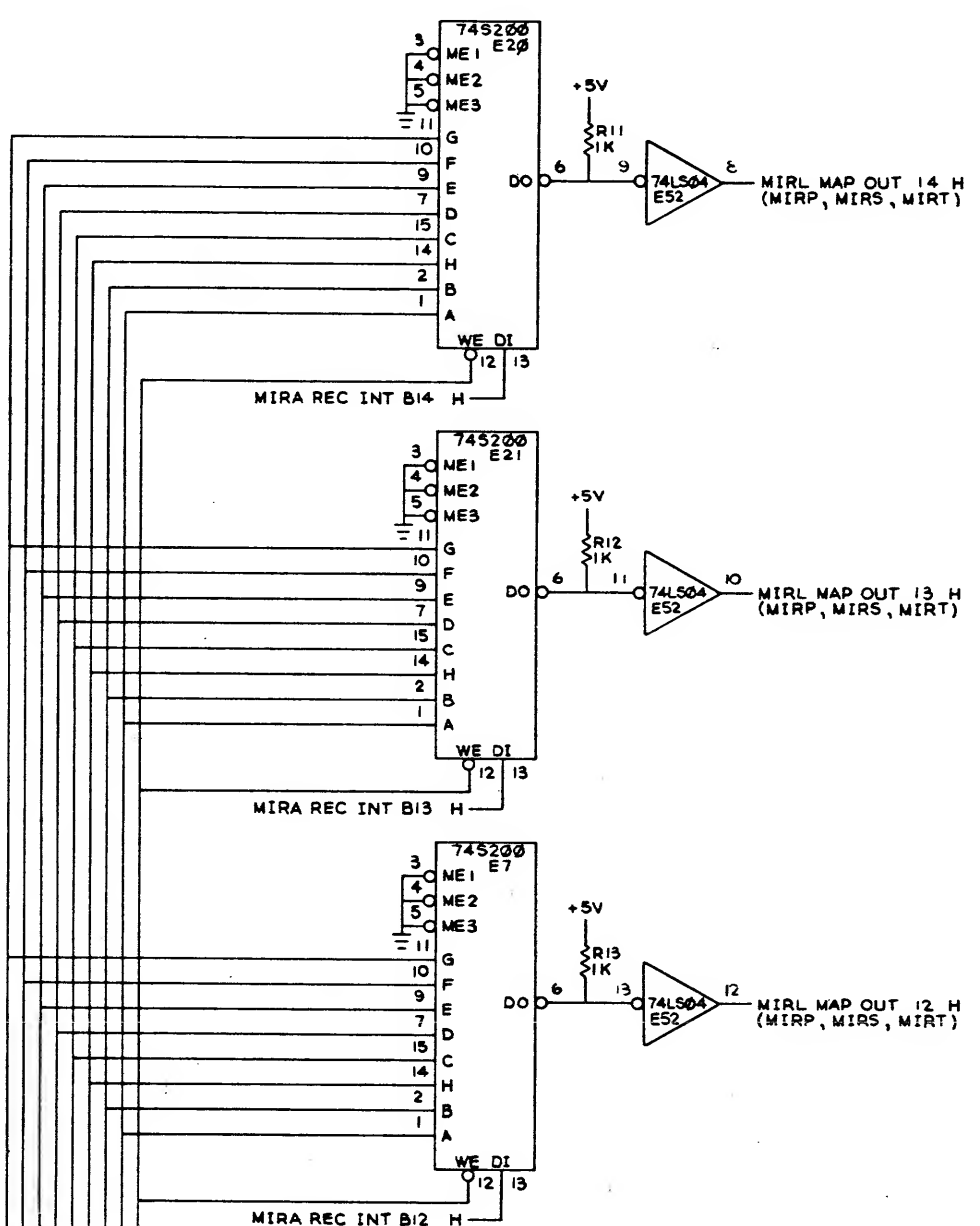 74S200
E20
3 ME1
4 ME2
5 ME3
11 G
10 F
9 E
7 D
15 C
14 H
2 B
1 A
DO 6
+5V
R11
1K
9 74LS04 8
E52
MIRL MAP OUT 14 H
(MIRP, MIRS, MIRT)
WE DI
12 13
MIRA REC INT B14 H
74S200
E21
3 ME1
4 ME2
5 ME3
11 G
10 F
9 E
7 D
15 C
14 H
2 B
1 A
DO 6
+5V
R12
1K
11 74LS04 10
E52
MIRL MAP OUT 13 H
(MIRP, MIRS, MIRT)
WE DI
12 13
MIRA REC INT B13 H
74S200
E7
3 ME1
4 ME2
5 ME3
11 G
10 F
9 E
7 D
15 C
14 H
2 B
1 A
DO 6
+5V
R13
1K
13 74LS04 12
E52
MIRL MAP OUT 12 H
(MIRP, MIRS, MIRT)
WE DI
12 13
MIRA REC INT B12 H